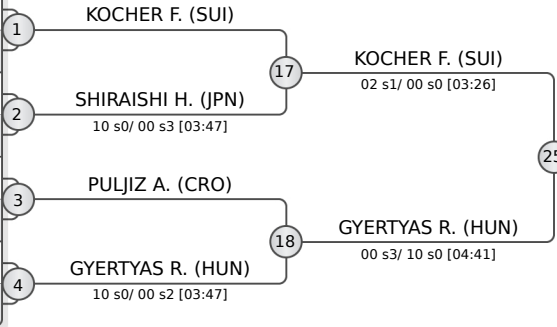 KOCHER F. (SUI)
1
17
KOCHER F. (SUI)
02 s1/ 00 s0 [03:26]
SHIRAISHI H. (JPN)
2
10 s0/ 00 s3 [03:47]
25
PULJIZ A. (CRO)
3
18
GYERTYAS R. (HUN)
00 s3/ 10 s0 [04:41]
GYERTYAS R. (HUN)
4
10 s0/ 00 s2 [03:47]